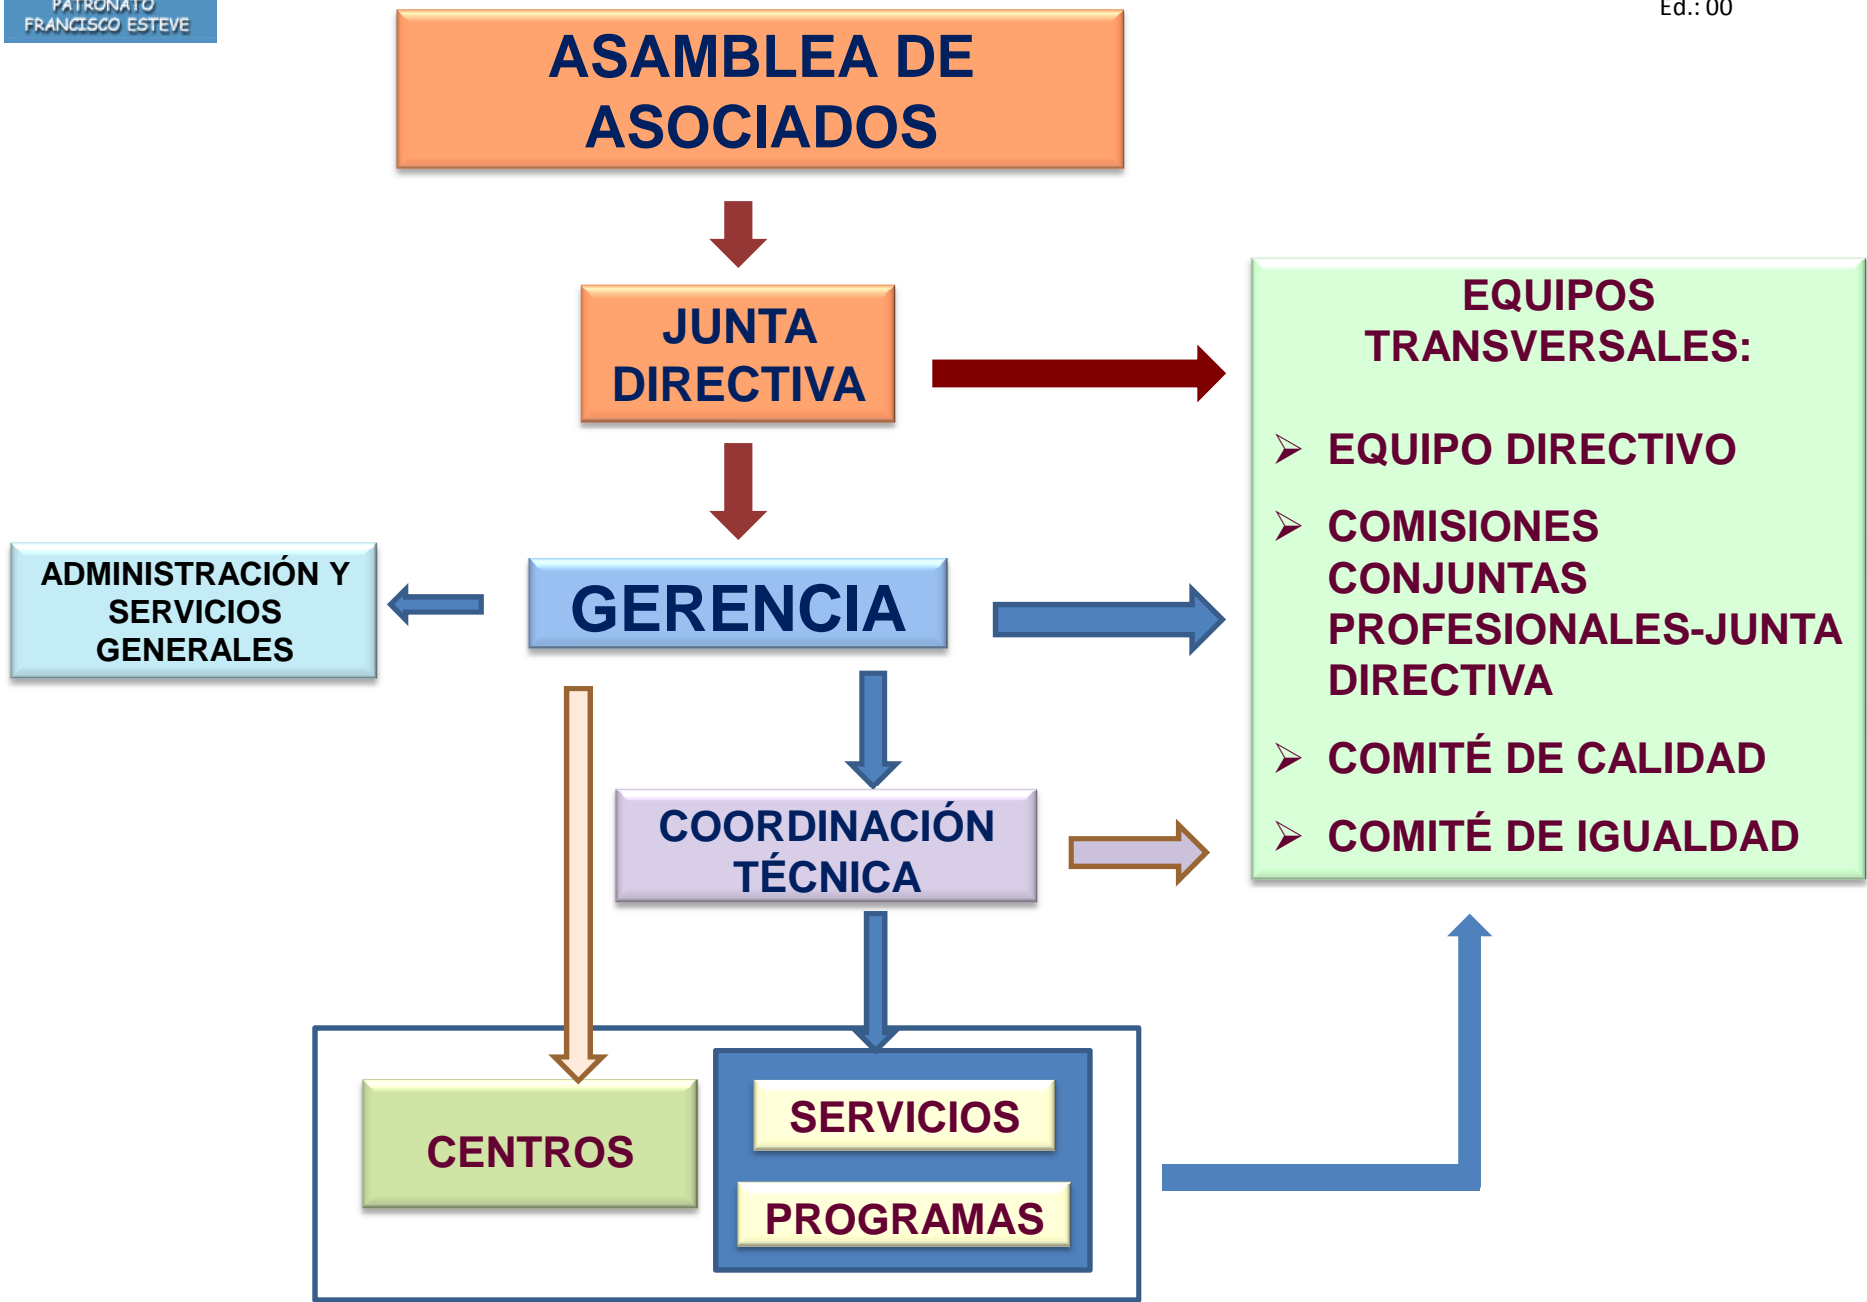 PATRONATO
FRANCISCO ESTEVE
Ed.: 00
ASAMBLEA DE
ASOCIADOS
JUNTA
DIRECTIVA
EQUIPOS
TRANSVERSALES:
➢ EQUIPO DIRECTIVO
➢ COMISIONES
CONJUNTAS
PROFESIONALES-JUNTA
DIRECTIVA
➢ COMITÉ DE CALIDAD
➢ COMITÉ DE IGUALDAD
ADMINISTRACIÓN Y
SERVICIOS
GENERALES
GERENCIA
COORDINACIÓN
TÉCNICA
CENTROS
SERVICIOS
PROGRAMAS